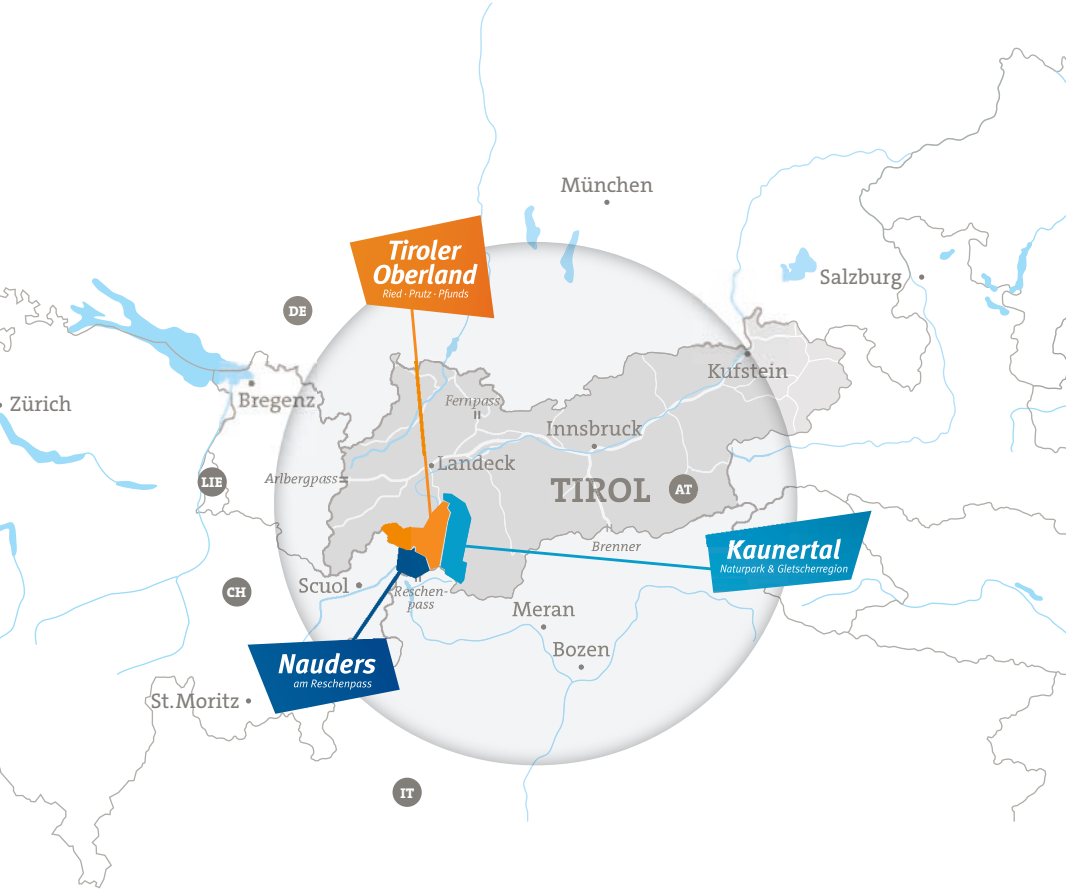 München
Tiroler
Oberland
Ried · Prutz · Pfunds
Salzburg
DE
Kufstein
Bregenz
Zürich
Fernpass
Innsbruck
Landeck
Arlbergpass
LIE
TIROL
AT
Brenner
Kaunertal
Naturpark & Gletscherregion
Scuol
CH
Reschen-
pass
Meran
Bozen
Nauders
am Reschenpass
St.Moritz
IT